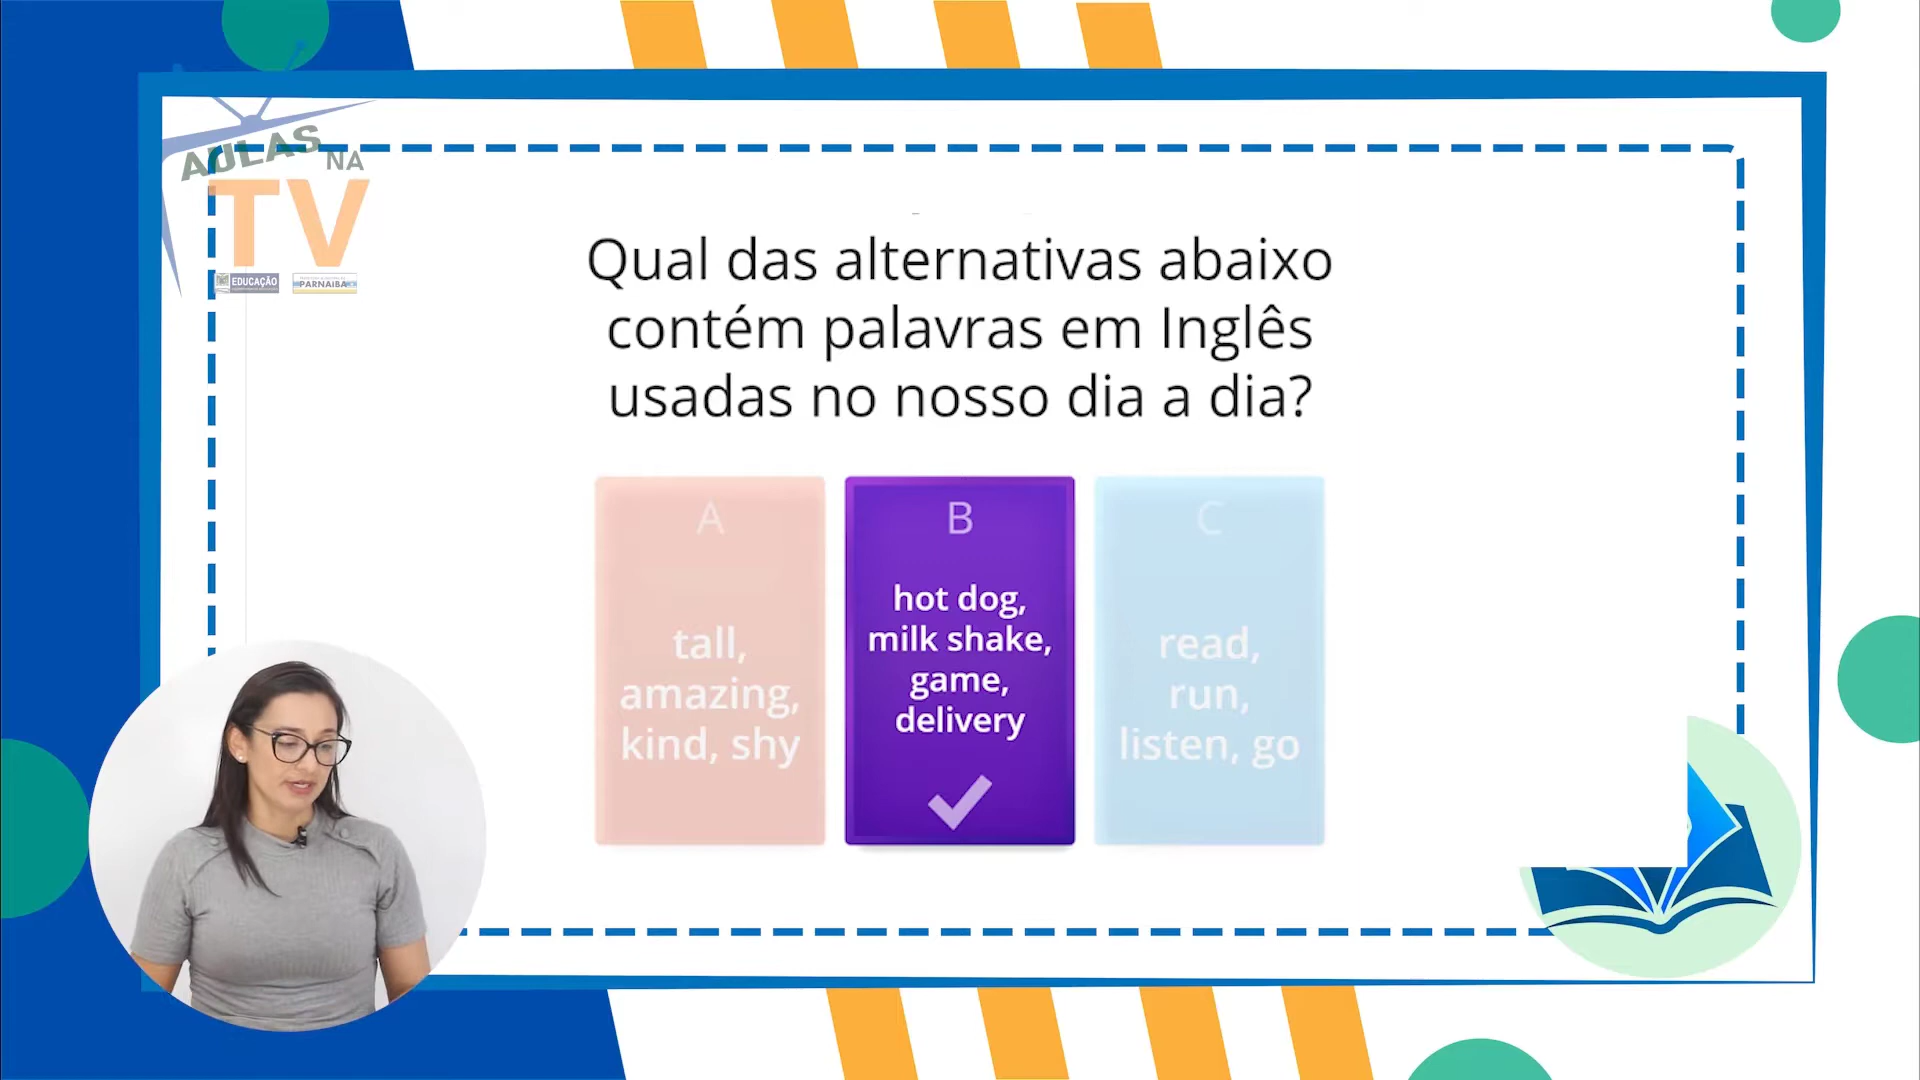 AULAS NA
TV
EDUCAÇÃO
PARNAIBA
Qual das alternativas abaixo
contém palavras em Inglês
usadas no nosso dia a dia?
A
tall,
amazing,
kind, shy
B
hot dog,
milk shake,
game,
delivery
C
read,
run,
listen, go